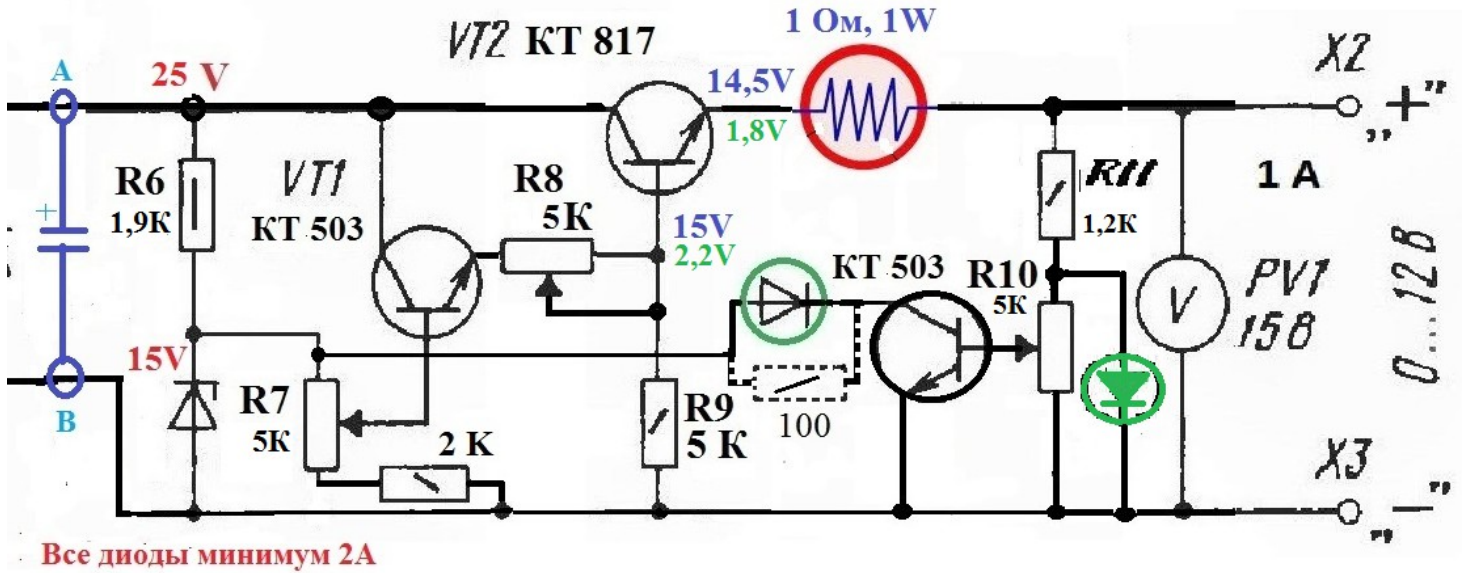 1 Ом, 1W
VT2 КТ 817
X2
A
25 V
14,5V
+"
1,8V
"
R6
1,9К
VT1
КТ 503
R8
5К
R11
1,2К
1 А
+
15V
2,2V
КТ 503
R10
5К
V
PV1
15В
0...12 В
15V
B
R7
5К
2 К
100
R9
5 К
X3
"—"
Все диоды минимум 2А